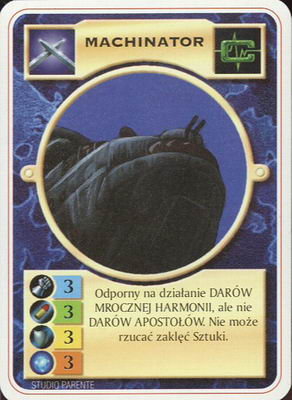 MACHINATOR
3
3
3
3
Odporny na działanie DARÓW
MROCZNEJ HARMONII, ale nie
DARÓW APOSTOŁÓW. Nie może
rzucać zaklęć Sztuki.
STUDIO PARENTE